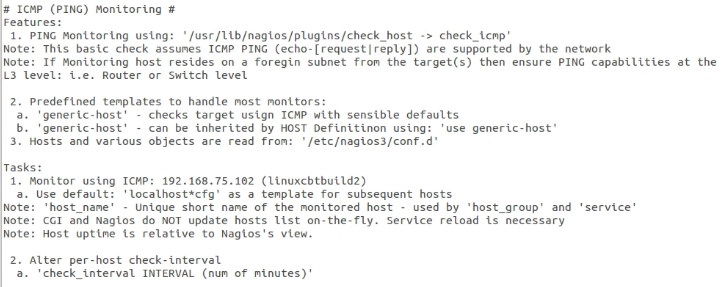 # ICMP (PING) Monitoring #
Features:
 1. PING Monitoring using: '/usr/lib/nagios/plugins/check_host -> check_icmp'
Note: This basic check assumes ICMP PING (echo-[request|reply]) are supported by the network
Note: If Monitoring host resides on a foregin subnet from the target(s) then ensure PING capabilities at the
L3 level: i.e. Router or Switch level

 2. Predefined templates to handle most monitors:
  a. 'generic-host' - checks target usign ICMP with sensible defaults
  b. 'generic-host' - can be inherited by HOST Definitinon using: 'use generic-host'
 3. Hosts and various objects are read from: '/etc/nagios3/conf.d'

Tasks:
 1. Monitor using ICMP: 192.168.75.102 (linuxcbtbuild2)
  a. Use default: 'localhost*cfg' as a template for subsequent hosts
Note: 'host_name' - Unique short name of the monitored host - used by 'host_group' and 'service'
Note: CGI and Nagios do NOT update hosts list on-the-fly. Service reload is necessary
Note: Host uptime is relative to Nagios's view.

 2. Alter per-host check-interval
  a. 'check_interval INTERVAL (num of minutes)'